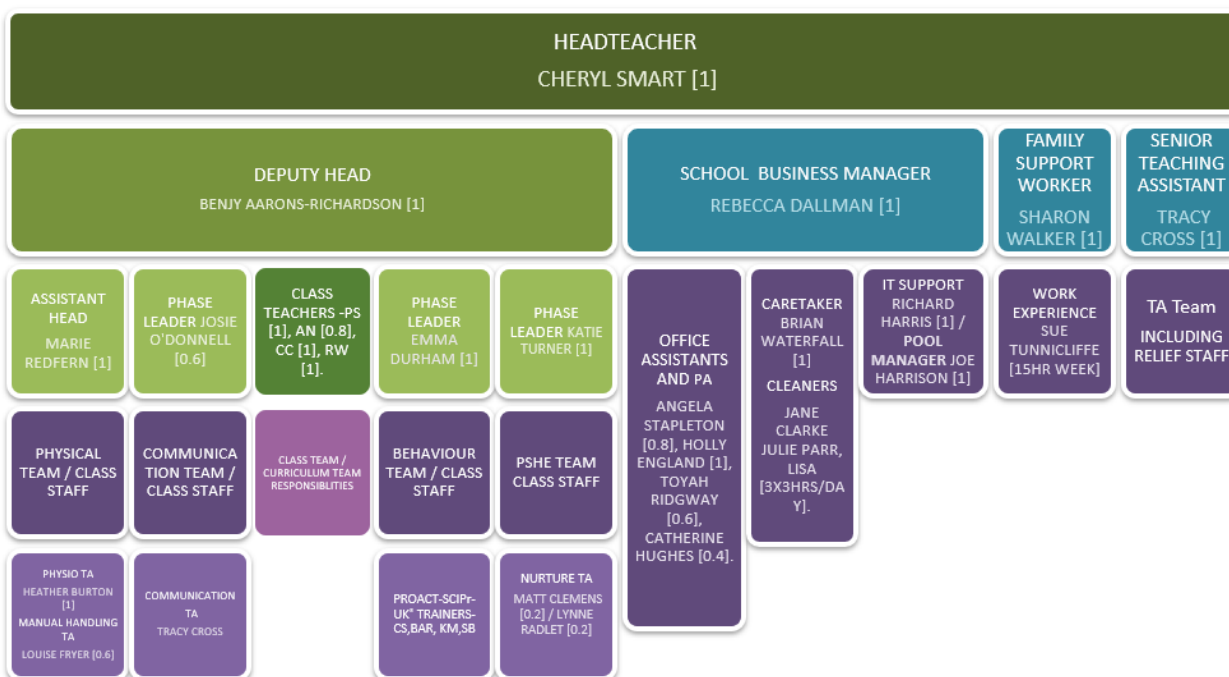 HEADTEACHER
CHERYL SMART [1]
DEPUTY HEAD
BENJY AARONS-RICHARDSON [1]
SCHOOL BUSINESS MANAGER
REBECCA DALLMAN [1]
FAMILY
SUPPORT
WORKER
SHARON
WALKER [1]
SENIOR
TEACHING
ASSISTANT
TRACY
CROSS [1]
ASSISTANT
HEAD
MARIE
REDFERN [1]
PHASE
LEADER JOSIE
O'DONNELL
[0.6]
CLASS
TEACHERS -PS
[1], AN [0.8],
CC [1], RW
[1].
PHASE
LEADER
EMMA
DURHAM [1]
PHASE
LEADER KATIE
TURNER [1]
OFFICE
ASSISTANTS
AND PA
ANGELA
STAPLETON
[0.8], HOLLY
ENGLAND [1],
TOYAH
RIDGWAY
[0.6],
CATHERINE
HUGHES [0.4].
CARETAKER
BRIAN
WATERFALL
[1]
CLEANERS
JANE
CLARKE
JULIE PARR,
LISA
[3X3HRS/DA
Y].
IT SUPPORT
RICHARD
HARRIS [1] /
POOL
MANAGER JOE
HARRISON [1]
WORK
EXPERIENCE
SUE
TUNNICLIFFE
[15HR WEEK]
TA Team
INCLUDING
RELIEF STAFF
PHYSICAL
TEAM / CLASS
STAFF
COMMUNICA
TION TEAM /
CLASS STAFF
CLASS TEAM /
CURRICULUM TEAM
RESPONSIBLITIES
BEHAVIOUR
TEAM / CLASS
STAFF
PSHE TEAM
CLASS STAFF
PHYSIO TA
HEATHER BURTON
[1]
MANUAL HANDLING
TA
LOUISE FRYER [0.6]
COMMUNICATION
TA
TRACY CROSS
PROACT-SCIPr-
UK® TRAINERS-
CS,BAR, KM,SB
NURTURE TA
MATT CLEMENS
[0.2] / LYNNE
RADLET [0.2]